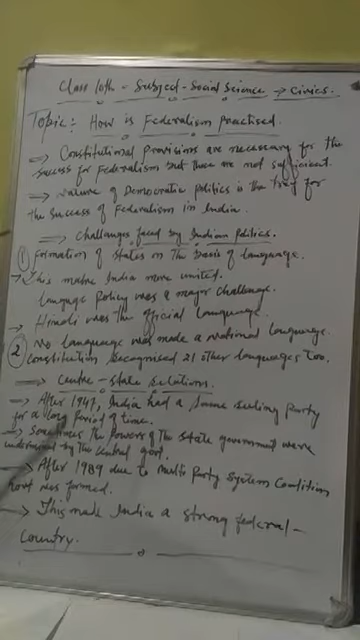 Class 10th - Subject - Social Science → Civics.
Topic: How is Federalism Practised.
⇒ Constitutional provisions are necessary for the
success for Federalism but these are not sufficient.
→ Nature of Democratic politics is the for
the success of Federalism in India.
⇒ Challenges faced by Indian Politics.
① Formation of States on the Basis of language.
→ This make India more united.
Language policy was a major challenge.
→ Hindi was the official language.
No language was made a national language.
② Constitution Recognised 21 other languages too.
→ Centre-State Relations.
→ After 1947, India had a same ruling Party
for a long Period of time.
→ Sometimes the powers of the State government were
undermined by the central govt.
→ After 1989 due to multi Party System Coalition
Govt was formed.
→ This made India a strong federal-
Country.